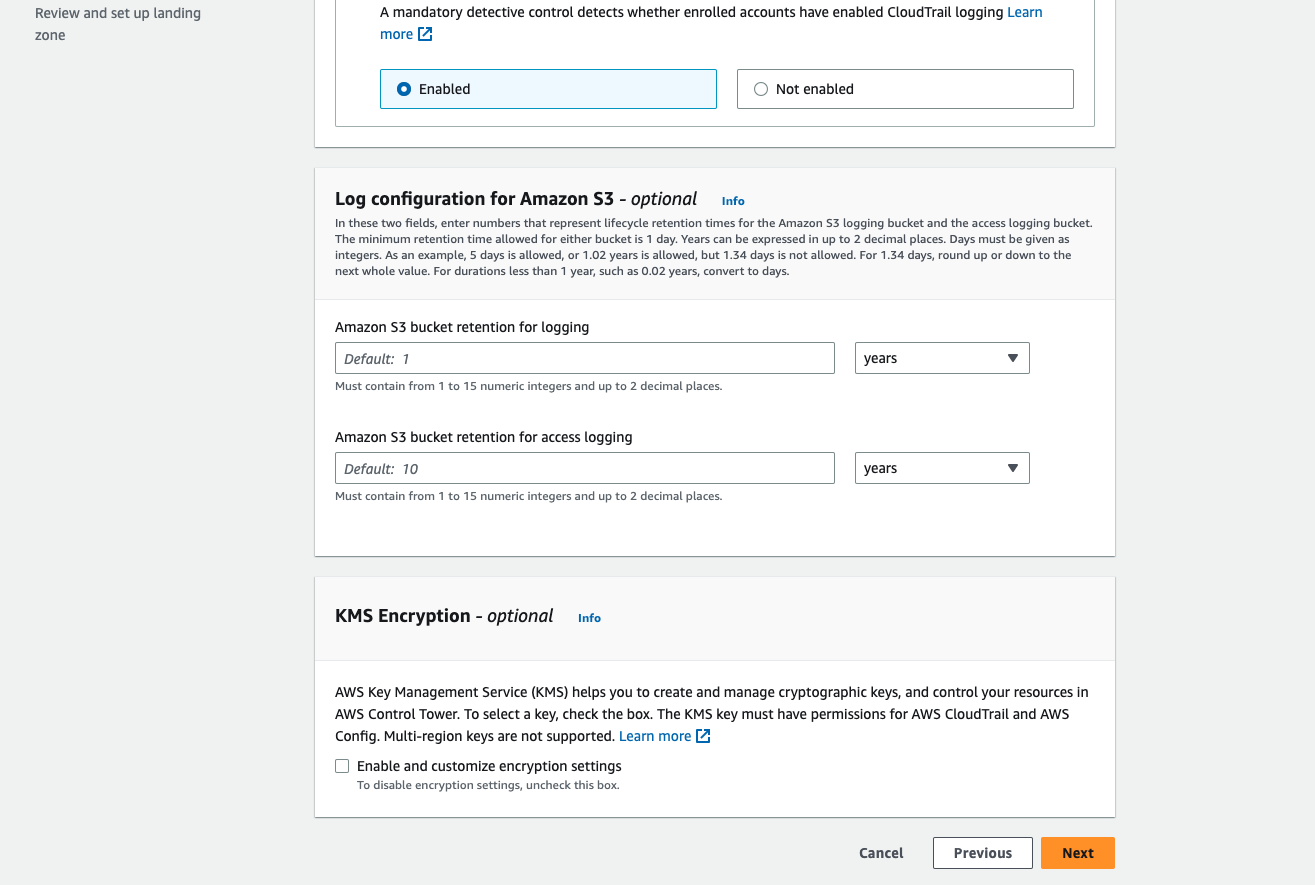 Review and set up landing
zone
A mandatory detective control detects whether enrolled accounts have enabled CloudTrail logging Learn
more
Enabled
Not enabled
Log configuration for Amazon S3 - optional Info
In these two fields, enter numbers that represent lifecycle retention times for the Amazon S3 logging bucket and the access logging bucket.
The minimum retention time allowed for either bucket is 1 day. Years can be expressed in up to 2 decimal places. Days must be given as
integers. As an example, 5 days is allowed, or 1.02 years is allowed, but 1.34 days is not allowed. For 1.34 days, round up or down to the
next whole value. For durations less than 1 year, such as 0.02 years, convert to days.
Amazon S3 bucket retention for logging
Default: 1
years
Must contain from 1 to 15 numeric integers and up to 2 decimal places.
Amazon S3 bucket retention for access logging
Default: 10
years
Must contain from 1 to 15 numeric integers and up to 2 decimal places.
KMS Encryption - optional Info
AWS Key Management Service (KMS) helps you to create and manage cryptographic keys, and control your resources in
AWS Control Tower. To select a key, check the box. The KMS key must have permissions for AWS CloudTrail and AWS
Config. Multi-region keys are not supported. Learn more
Enable and customize encryption settings
To disable encryption settings, uncheck this box.
Cancel
Previous
Next